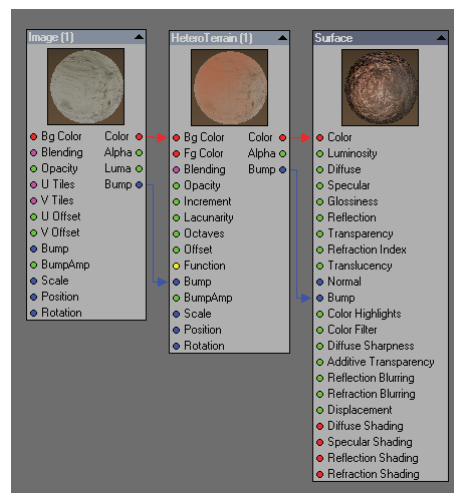 Image (1)
Bg Color Color
Blending Alpha
Opacity Luma
U Tiles Bump
V Tiles
U Offset
V Offset
Bump
BumpAmp
Scale
Position
Rotation
HeteroTerrain (1)
Bg Color Color
Fg Color Alpha
Blending Bump
Opacity
Increment
Lacunarity
Octaves
Offset
Function
Bump
BumpAmp
Scale
Position
Rotation
Surface
Color
Luminosity
Diffuse
Specular
Glossiness
Reflection
Transparency
Refraction Index
Translucency
Normal
Bump
Color Highlights
Color Filter
Diffuse Sharpness
Additive Transparency
Reflection Blurring
Refraction Blurring
Displacement
Diffuse Shading
Specular Shading
Reflection Shading
Refraction Shading